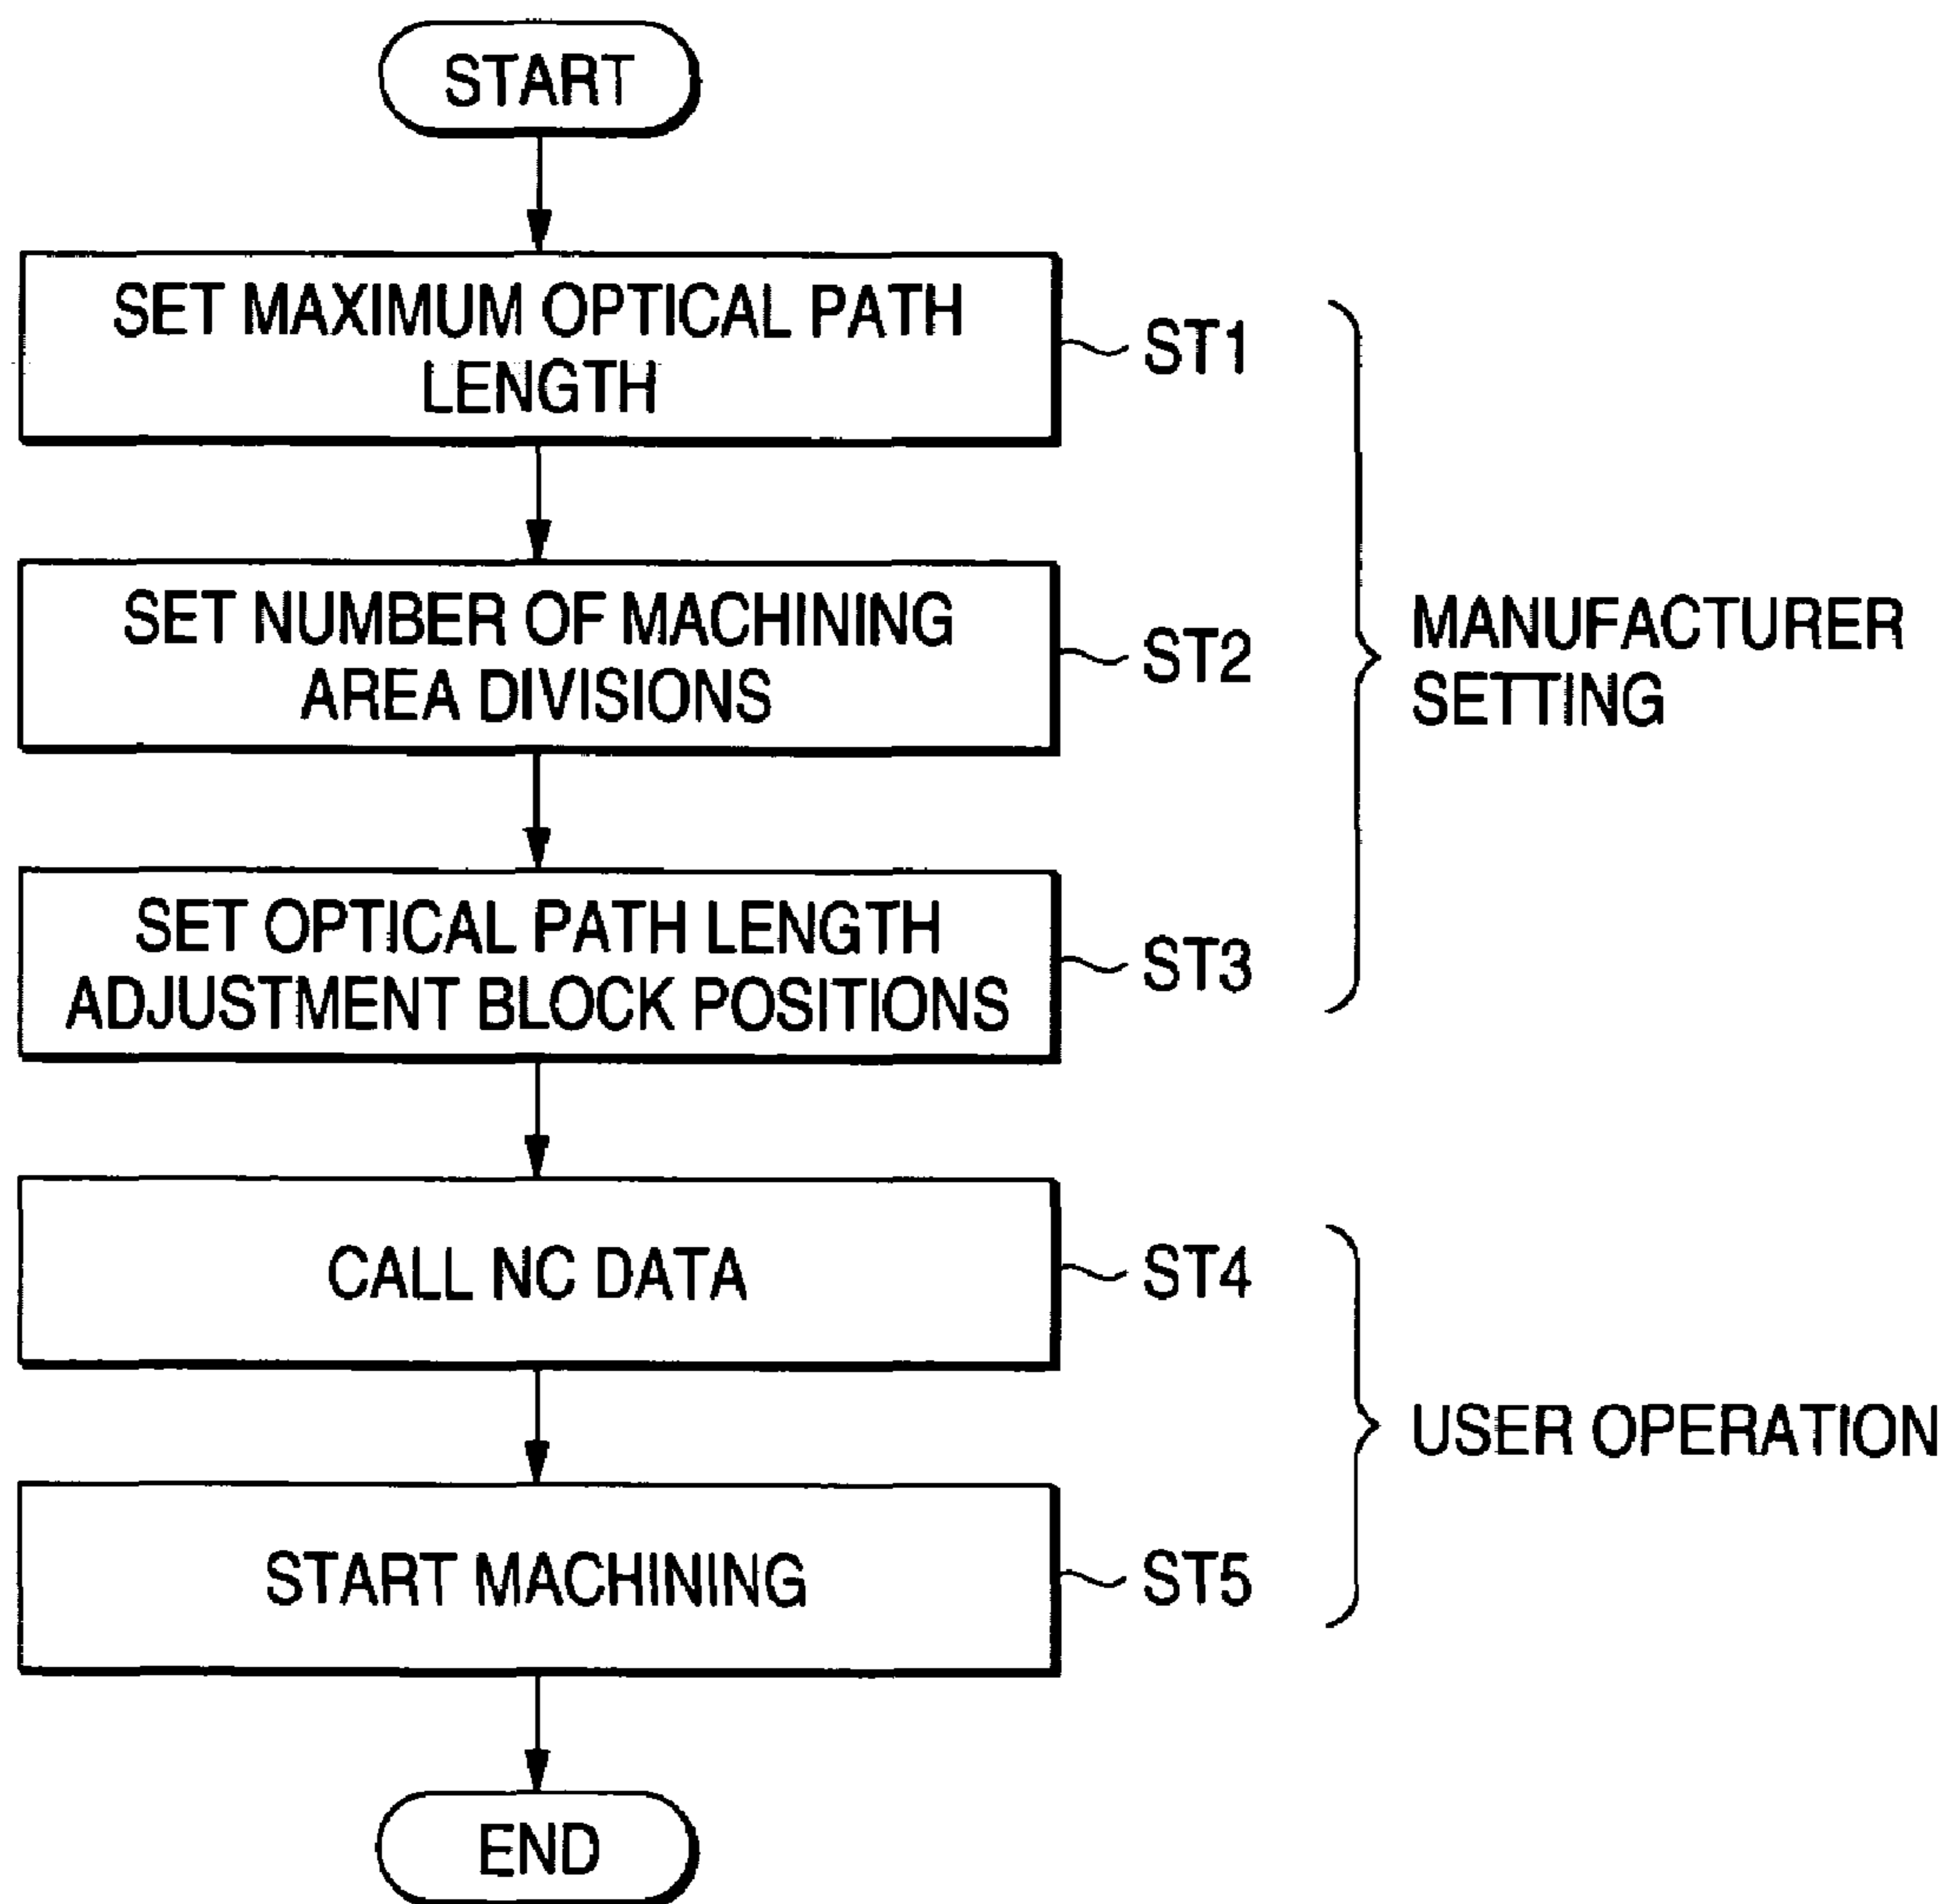 START
SET MAXIMUM OPTICAL PATH
LENGTH
ST1
SET NUMBER OF MACHINING
AREA DIVISIONS
ST2
MANUFACTURER
SETTING
SET OPTICAL PATH LENGTH
ADJUSTMENT BLOCK POSITIONS
ST3
CALL NC DATA
ST4
USER OPERATION
START MACHINING
ST5
END